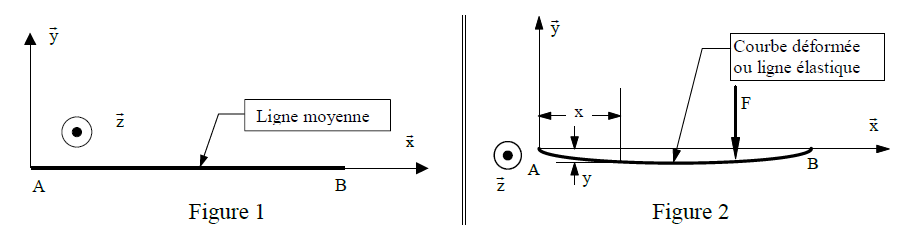 y
z
Ligne moyenne
x
A
B
Figure 1
y
Courbe déformée
ou ligne élastique
F
x
x
A
B
z
y
Figure 2